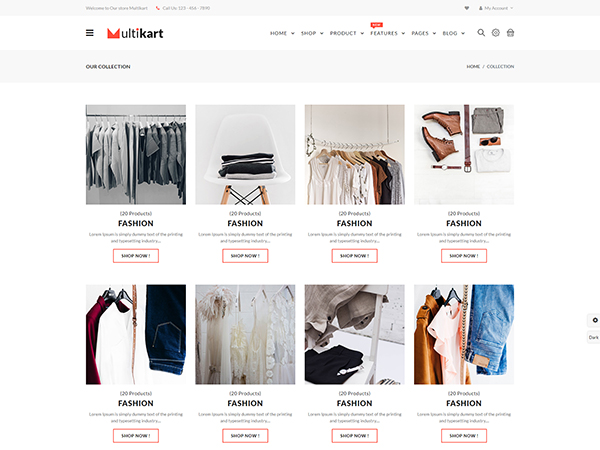 Welcome to Our store Multikart
Call Us: 123 - 456 - 7890
My Account
Multikart
NEW
HOME
SHOP
PRODUCT
FEATURES
PAGES
BLOG
OUR COLLECTION
HOME / COLLECTION
(20 Products)
FASHION
Lorem Ipsum is simply dummy text of the printing
and typesetting industry....
SHOP NOW !
(20 Products)
FASHION
Lorem Ipsum is simply dummy text of the printing
and typesetting industry....
SHOP NOW !
(20 Products)
FASHION
Lorem Ipsum is simply dummy text of the printing
and typesetting industry....
SHOP NOW !
(20 Products)
FASHION
Lorem Ipsum is simply dummy text of the printing
and typesetting industry....
SHOP NOW !
Dark
(20 Products)
FASHION
Lorem Ipsum is simply dummy text of the printing
and typesetting industry....
SHOP NOW !
(20 Products)
FASHION
Lorem Ipsum is simply dummy text of the printing
and typesetting industry....
SHOP NOW !
(20 Products)
FASHION
Lorem Ipsum is simply dummy text of the printing
and typesetting industry....
SHOP NOW !
(20 Products)
FASHION
Lorem Ipsum is simply dummy text of the printing
and typesetting industry....
SHOP NOW !